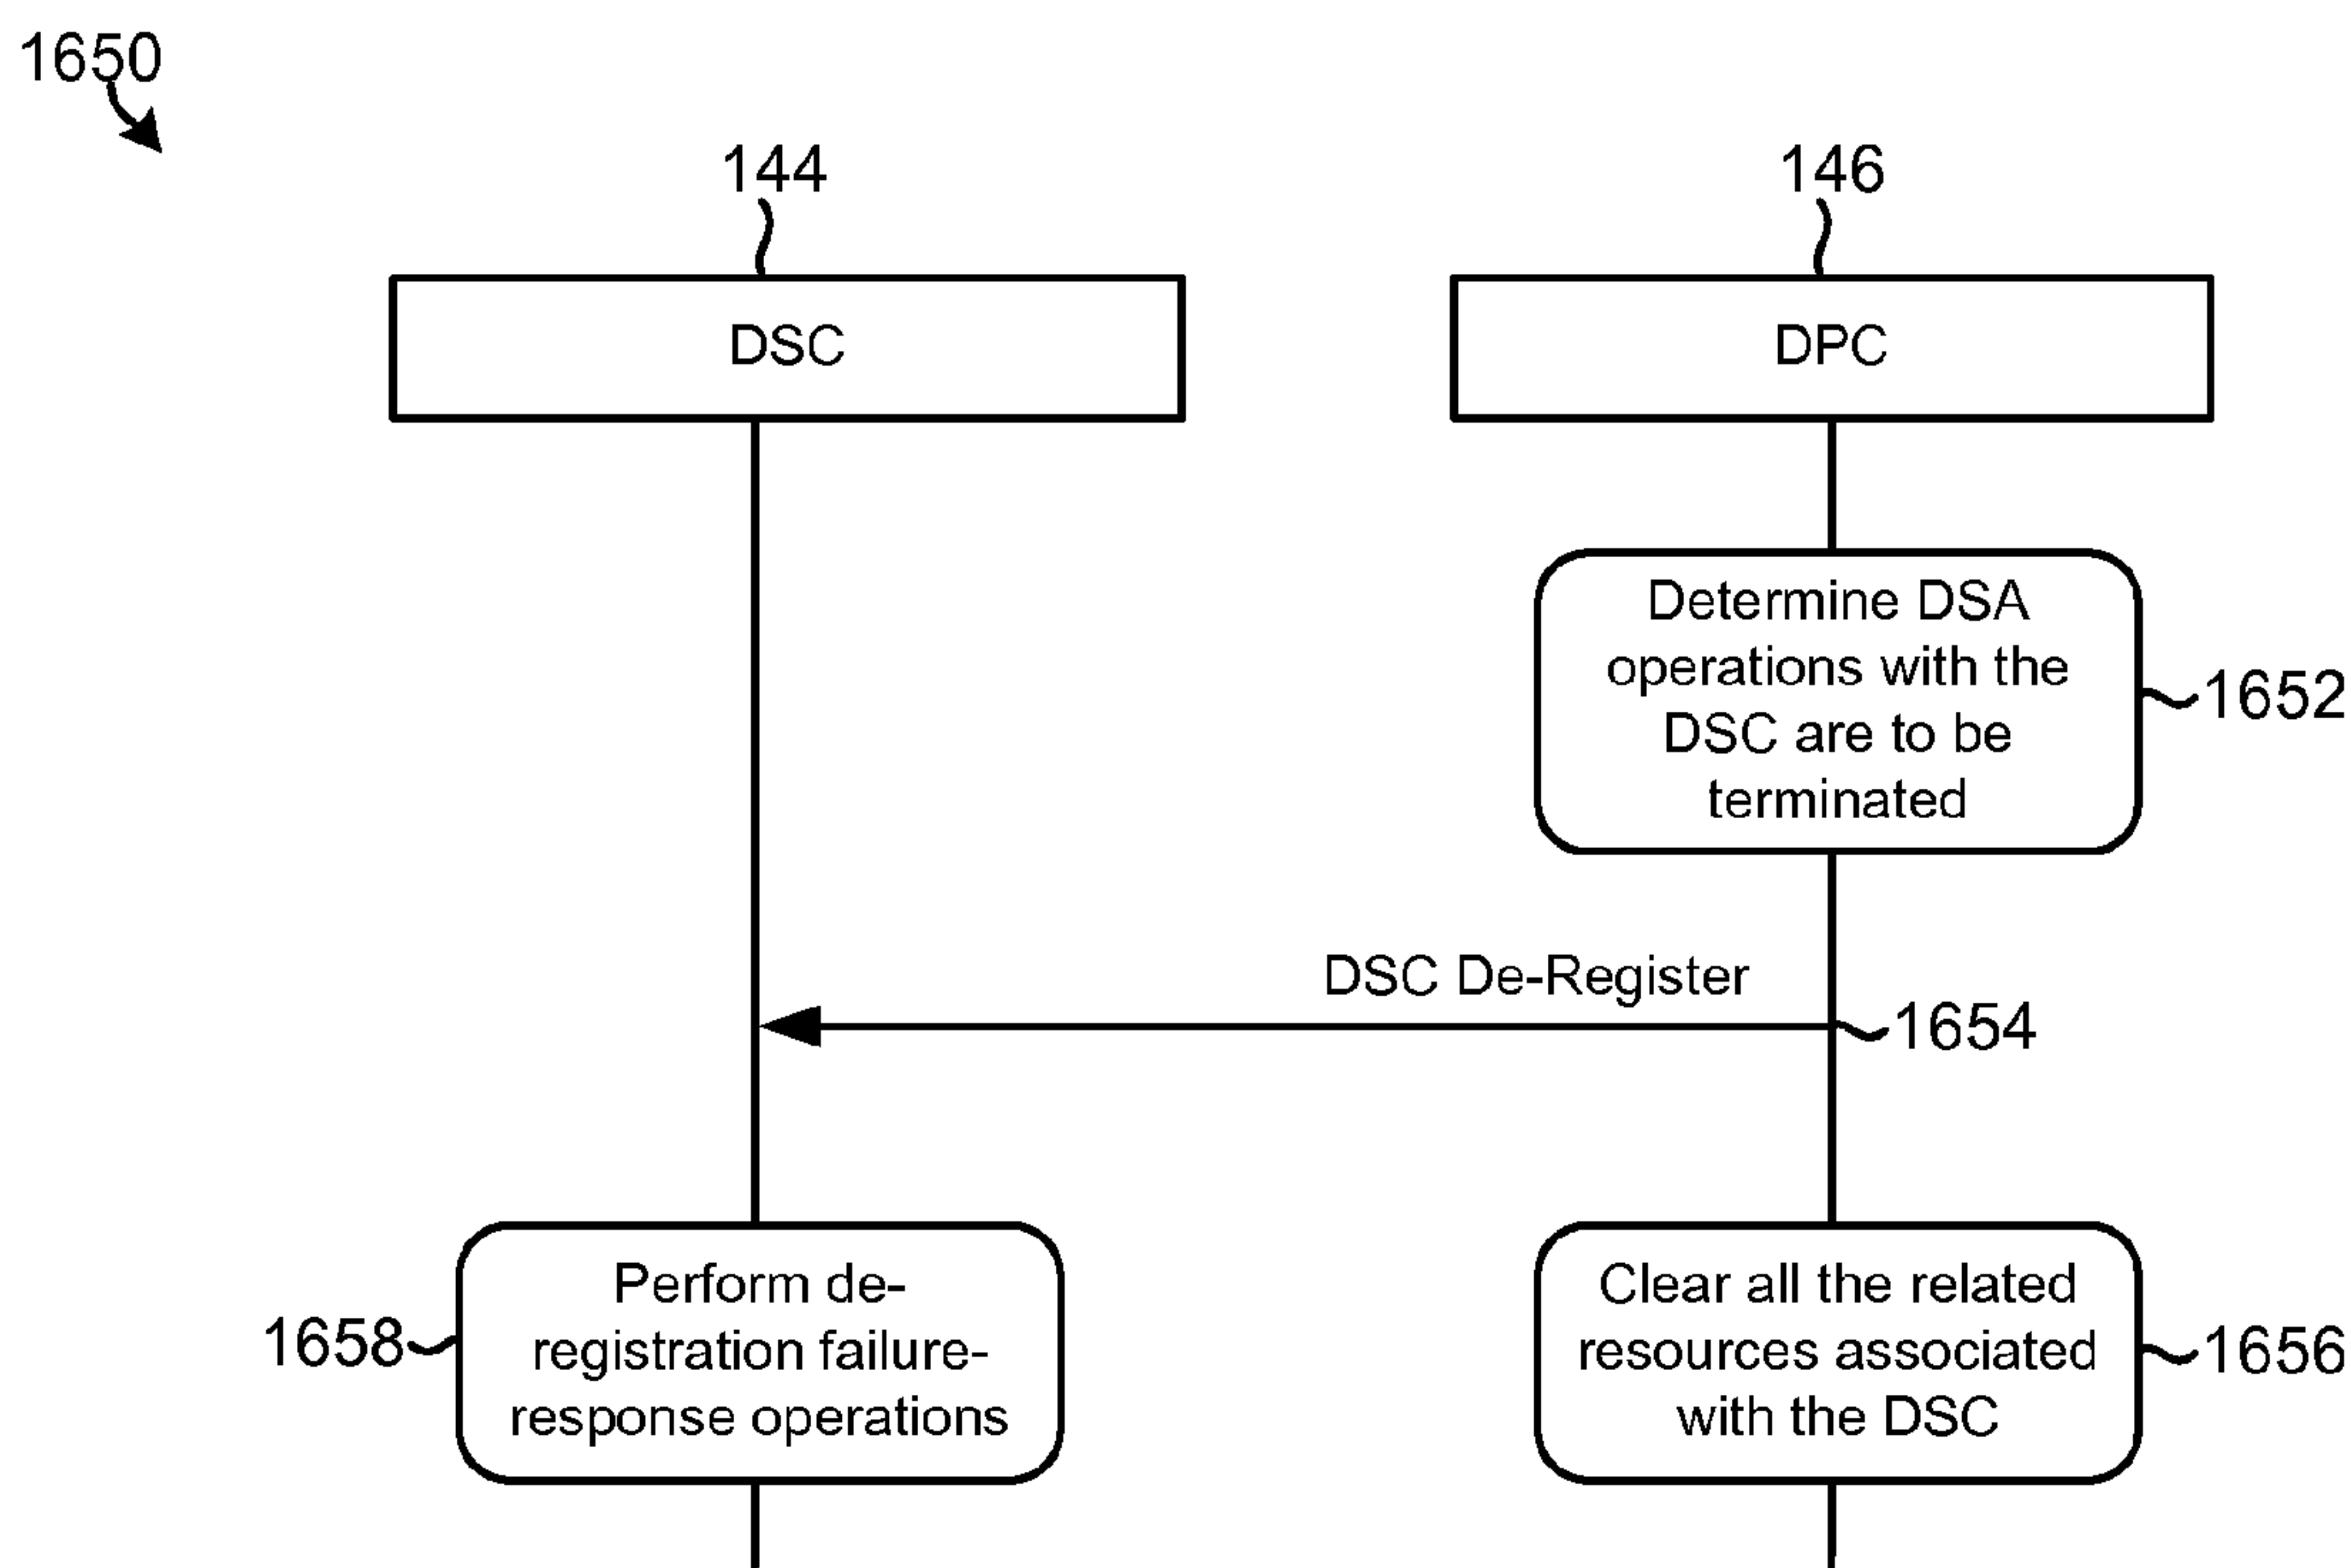 1650
144
146
DSC
DPC
Determine DSA
operations with the
DSC are to be
terminated
1652
DSC De-Register
1654
Perform de-
registration failure-
response operations
1658
Clear all the related
resources associated
with the DSC
1656